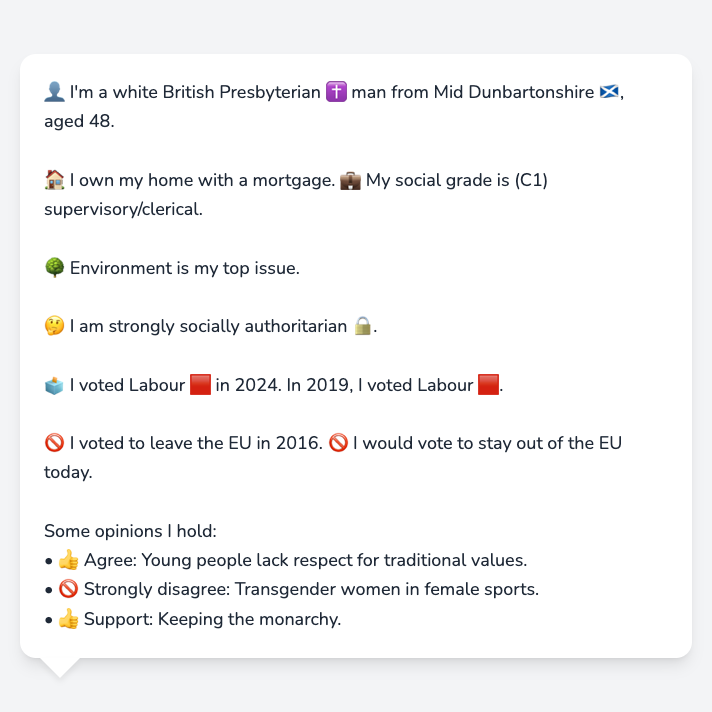 👤 I'm a white British Presbyterian ✝️ man from Mid Dunbartonshire 🏴󠁧󠁢󠁳󠁣󠁴󠁿,
aged 48.
🏠 I own my home with a mortgage. 💼 My social grade is (C1)
supervisory/clerical.
🌳 Environment is my top issue.
🤔 I am strongly socially authoritarian 🔒.
🗳️ I voted Labour 🟥 in 2024. In 2019, I voted Labour 🟥.
🚫 I voted to leave the EU in 2016. 🚫 I would vote to stay out of the EU
today.
Some opinions I hold:
• 👍 Agree: Young people lack respect for traditional values.
• 🚫 Strongly disagree: Transgender women in female sports.
• 👍 Support: Keeping the monarchy.